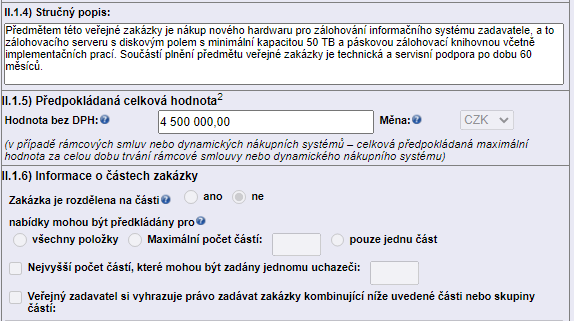 II.1.4) Stručný popis:
Předmětem této veřejné zakázky je nákup nového hardwaru pro zálohování informačního systému zadavatele, a to
zálohovacího serveru s diskovým polem s minimální kapacitou 50 TB a páskovou zálohovací knihovnou včetně
implementačních prací. Součástí plnění předmětu veřejné zakázky je technická a servisní podpora po dobu 60
měsíců.
II.1.5) Předpokládaná celková hodnota2
Hodnota bez DPH: ? 4 500 000,00 Měna: ? CZK
(v případě rámcových smluv nebo dynamických nákupních systémů – celková předpokládaná maximální
hodnota za celou dobu trvání rámcové smlouvy nebo dynamického nákupního systému)
II.1.6) Informace o částech zakázky
Zakázka je rozdělena na části ? ano ne
nabídky mohou být předkládány pro ?
všechny položky Maximální počet částí: pouze jednu část
Nejvyšší počet částí, které mohou být zadány jednomu uchazeči:
Veřejný zadavatel si vyhrazuje právo zadávat zakázky kombinující níže uvedené části nebo skupiny
částí: